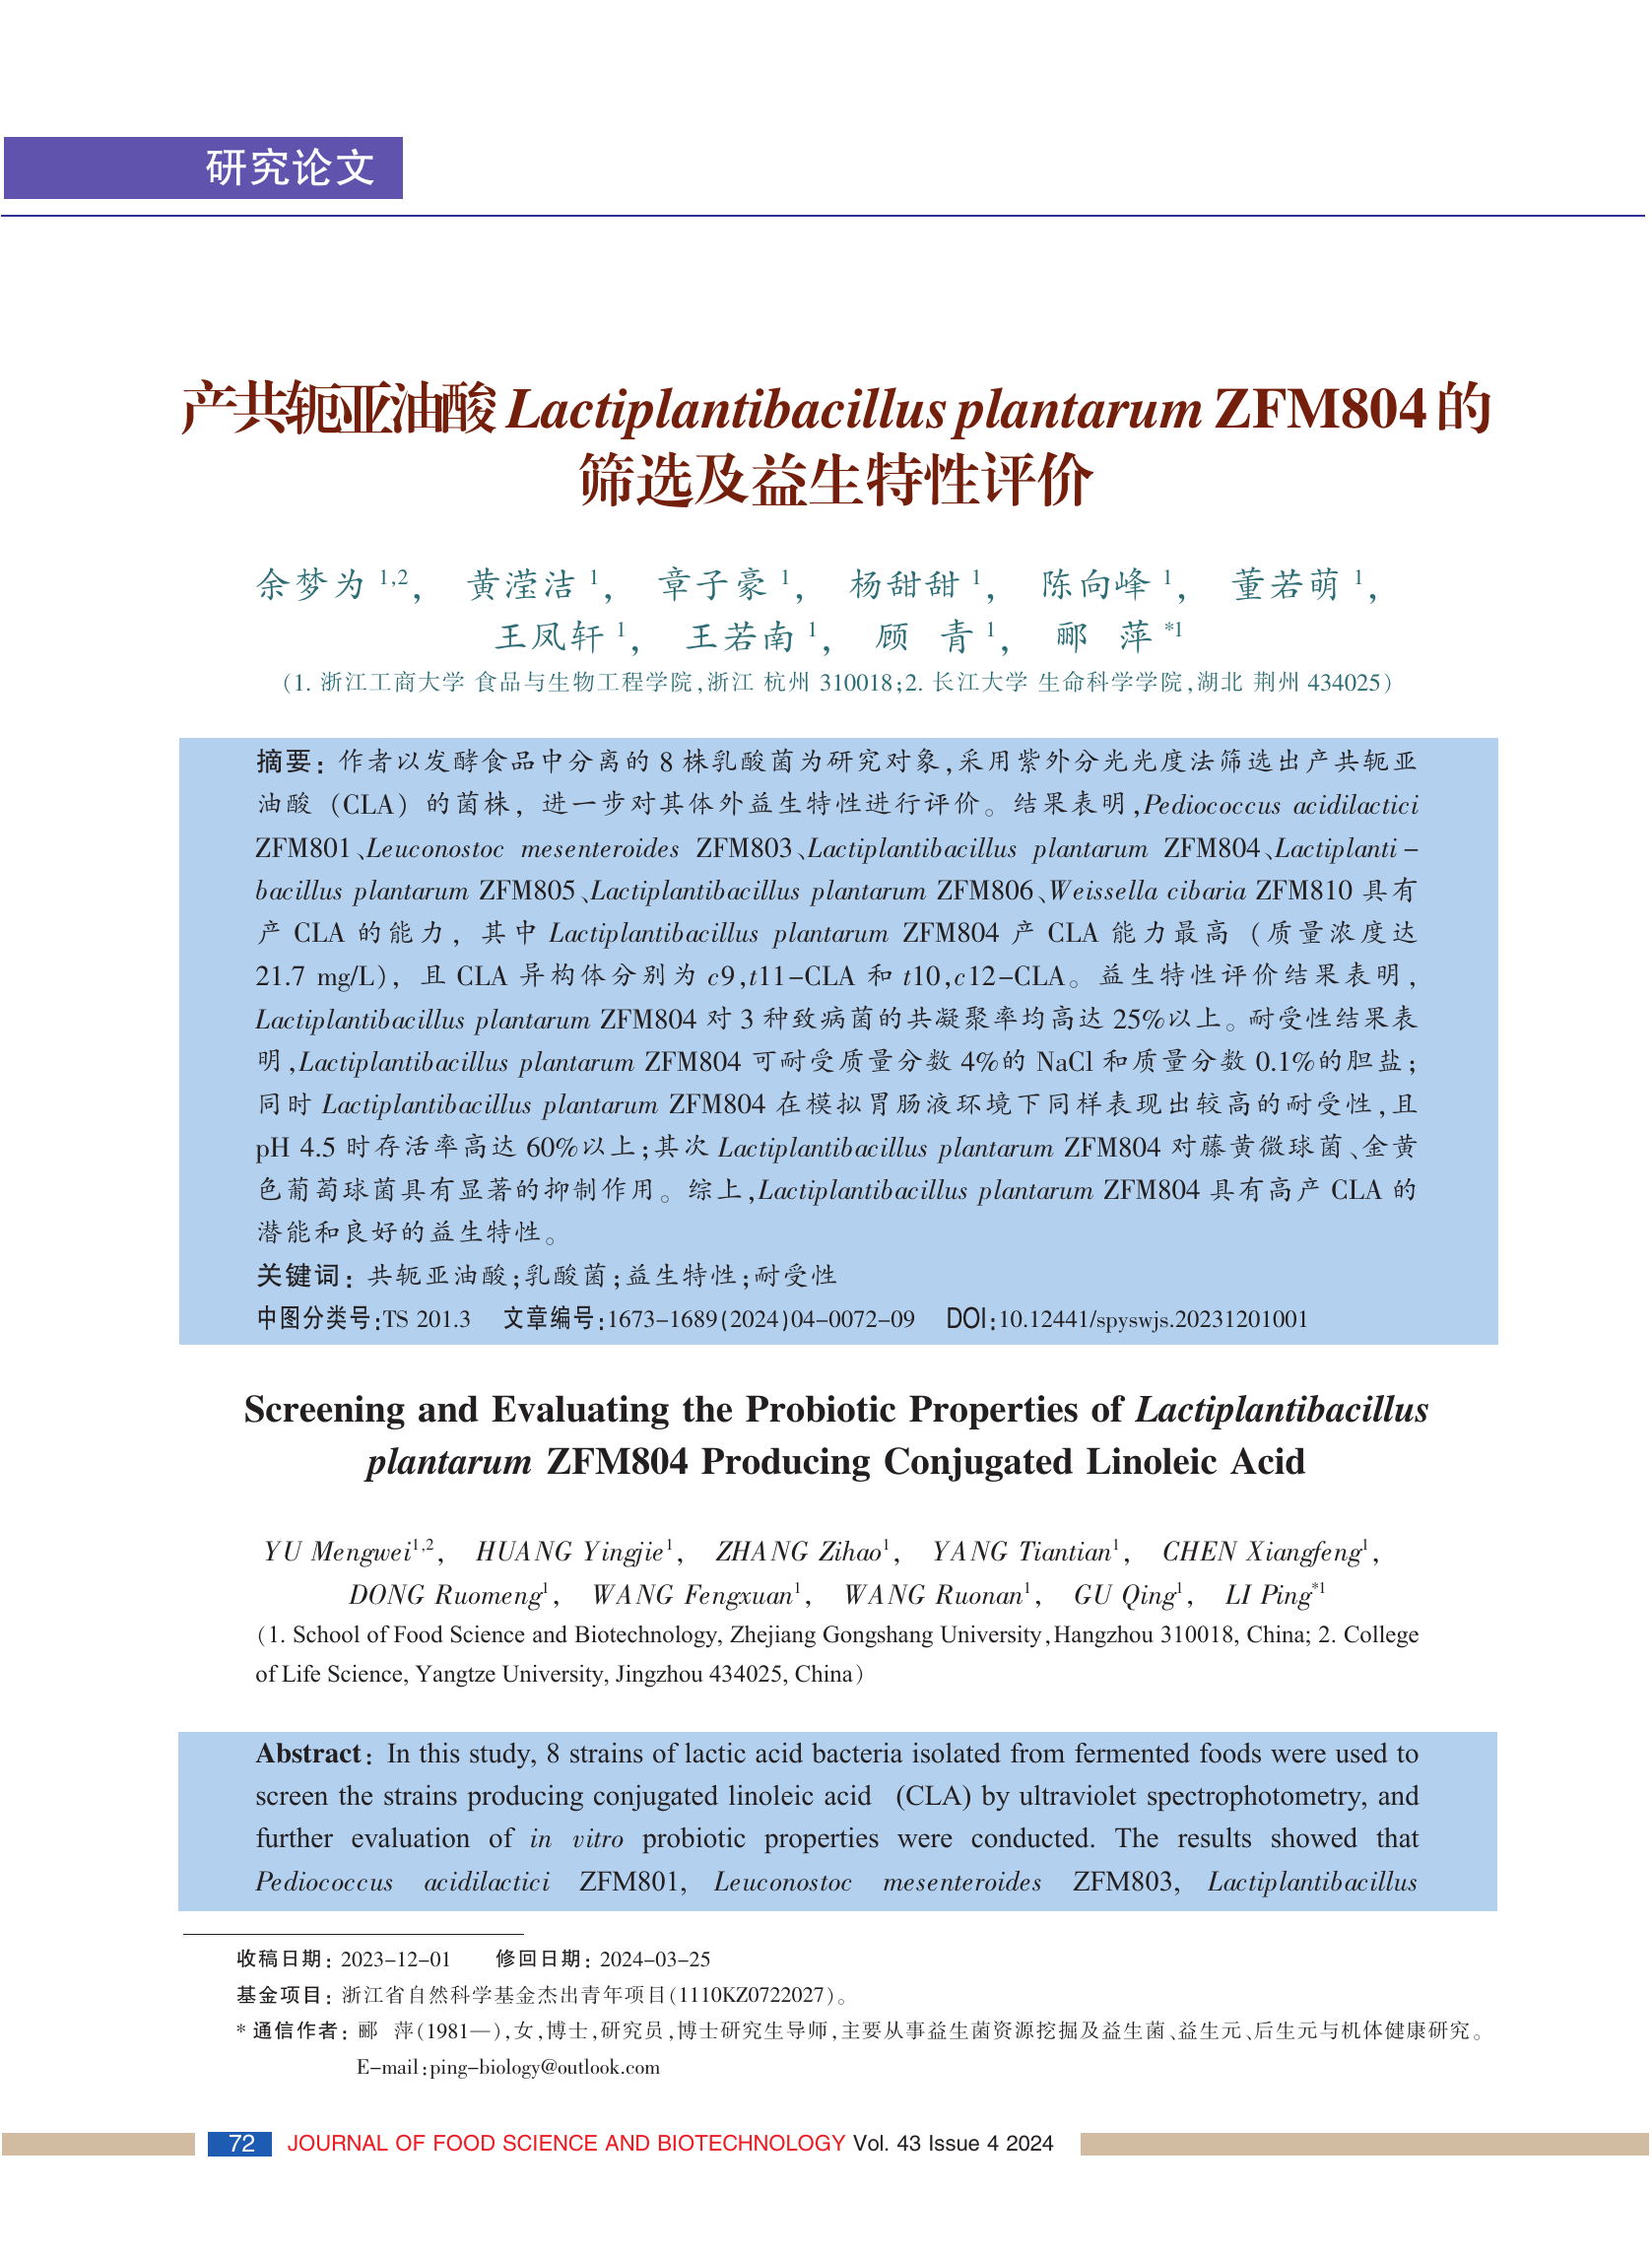 研究论文
产共轭亚油酸 Lactiplantibacillus plantarum ZFM804 的
筛选及益生特性评价
余梦为 1,2, 黄滢洁 1, 章子豪 1, 杨甜甜 1, 陈向峰 1, 董若萌 1,
王凤轩 1, 王若南 1, 顾 青 1, 郦 萍 *1
(1. 浙江工商大学 食品与生物工程学院,浙江 杭州 310018;2. 长江大学 生命科学学院,湖北 荆州 434025)
摘要: 作者以发酵食品中分离的 8 株乳酸菌为研究对象,采用紫外分光光度法筛选出产共轭亚
油酸 (CLA) 的菌株, 进一步对其体外益生特性进行评价。结果表明,Pediococcus acidilactici
ZFM801、Leuconostoc mesenteroides ZFM803、Lactiplantibacillus plantarum ZFM804、Lactiplanti-
bacillus plantarum ZFM805、Lactiplantibacillus plantarum ZFM806、Weissella cibaria ZFM810 具有
产 CLA 的能力, 其中 Lactiplantibacillus plantarum ZFM804 产 CLA 能力最高 (质量浓度达
21.7 mg/L), 且 CLA 异构体分别为 c9,t11-CLA 和 t10,c12-CLA。益生特性评价结果表明,
Lactiplantibacillus plantarum ZFM804 对 3 种致病菌的共凝聚率均高达 25%以上。耐受性结果表
明,Lactiplantibacillus plantarum ZFM804 可耐受质量分数 4%的 NaCl 和质量分数 0.1%的胆盐;
同时 Lactiplantibacillus plantarum ZFM804 在模拟胃肠液环境下同样表现出较高的耐受性,且
pH 4.5 时存活率高达 60%以上;其次 Lactiplantibacillus plantarum ZFM804 对藤黄微球菌、金黄
色葡萄球菌具有显著的抑制作用。综上,Lactiplantibacillus plantarum ZFM804 具有高产 CLA 的
潜能和良好的益生特性。
关键词: 共轭亚油酸;乳酸菌;益生特性;耐受性
中图分类号:TS 201.3 文章编号:1673-1689(2024)04-0072-09 DOI:10.12441/spyswjs.20231201001
Screening and Evaluating the Probiotic Properties of Lactiplantibacillus
plantarum ZFM804 Producing Conjugated Linoleic Acid
YU Mengwei1,2, HUANG Yingjie1, ZHANG Zihao1, YANG Tiantian1, CHEN Xiangfeng1,
DONG Ruomeng1, WANG Fengxuan1, WANG Ruonan1, GU Qing1, LI Ping*1
(1. School of Food Science and Biotechnology, Zhejiang Gongshang University,Hangzhou 310018, China; 2. College
of Life Science, Yangtze University, Jingzhou 434025, China)
Abstract: In this study, 8 strains of lactic acid bacteria isolated from fermented foods were used to
screen the strains producing conjugated linoleic acid (CLA) by ultraviolet spectrophotometry, and
further evaluation of in vitro probiotic properties were conducted. The results showed that
Pediococcus acidilactici ZFM801, Leuconostoc mesenteroides ZFM803, Lactiplantibacillus
收稿日期: 2023-12-01 修回日期: 2024-03-25
基金项目: 浙江省自然科学基金杰出青年项目(1110KZ0722027)。
* 通信作者: 郦 萍(1981—),女,博士,研究员,博士研究生导师,主要从事益生菌资源挖掘及益生菌、益生元、后生元与机体健康研究。
E-mail:ping-biology@outlook.com
72 JOURNAL OF FOOD SCIENCE AND BIOTECHNOLOGY Vol. 43 Issue 4 2024